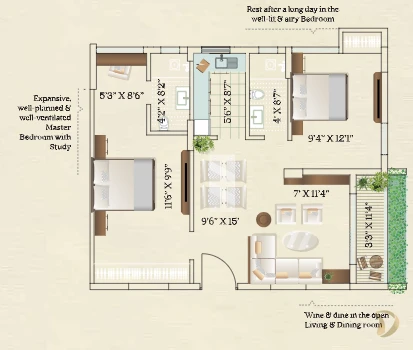 Rest after a long day in the
well-lit & airy Bedroom
Expansive,
well-planned &
well-ventilated
Master
Bedroom with
Study
5'3" X 8'6"
4'2" X 8'2"
5'6" X 8'7"
4' X 8'7"
9'4" X 12'1"
11'6" X 9'9"
9'6" X 15'
7' X 11'4"
3'3" X 11'4"
Wine & dine in the open
Living & Dining room